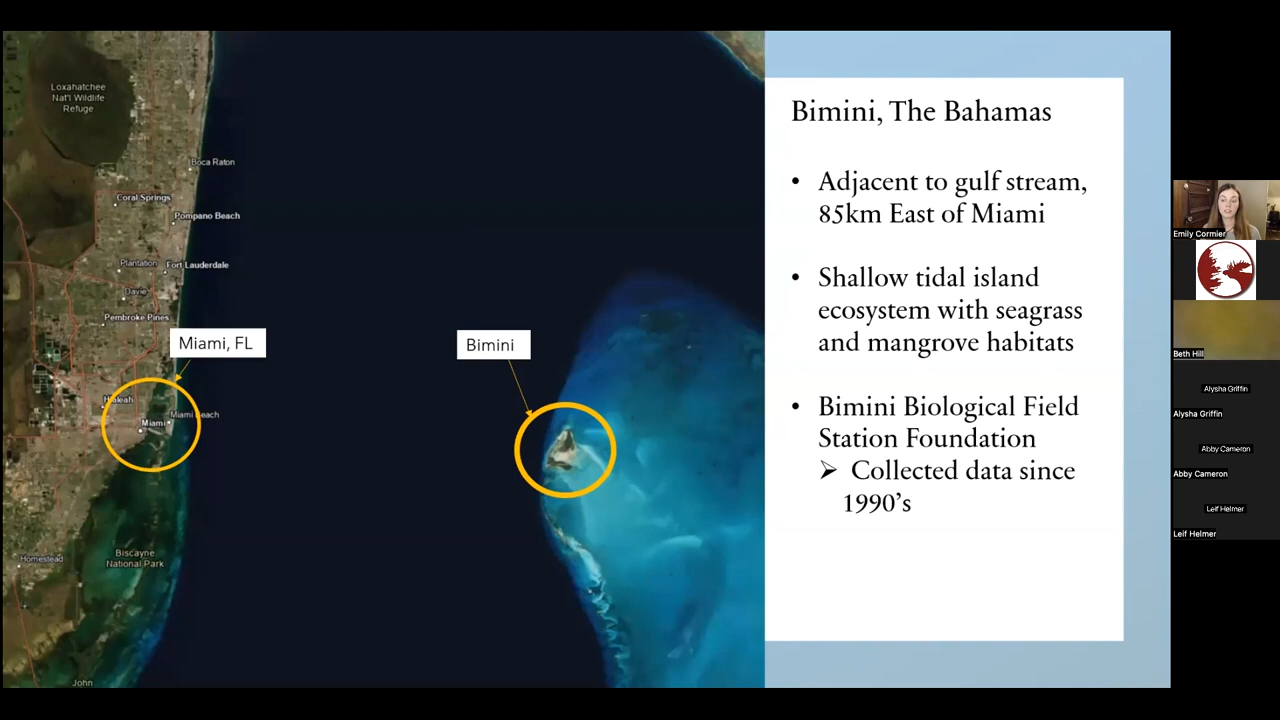 Loxahatchee
Nat'l Wildlife
Refuge
Boca Raton
Coral Springs
Pompano Beach
Plantation
Fort Lauderdale
Davie
Pembroke Pines
Miami, FL
Hialeah
Miami Beach
Miami
Homestead
Biscayne
National Park
John
Bimini
Bimini, The Bahamas
• Adjacent to gulf stream,
85km East of Miami
• Shallow tidal island
ecosystem with seagrass
and mangrove habitats
• Bimini Biological Field
Station Foundation
➢ Collected data since
1990's
Emily Cormier
Beth Hill
Alysha Griffin
Alysha Griffin
Abby Cameron
Abby Cameron
Leif Helmer
Leif Helmer